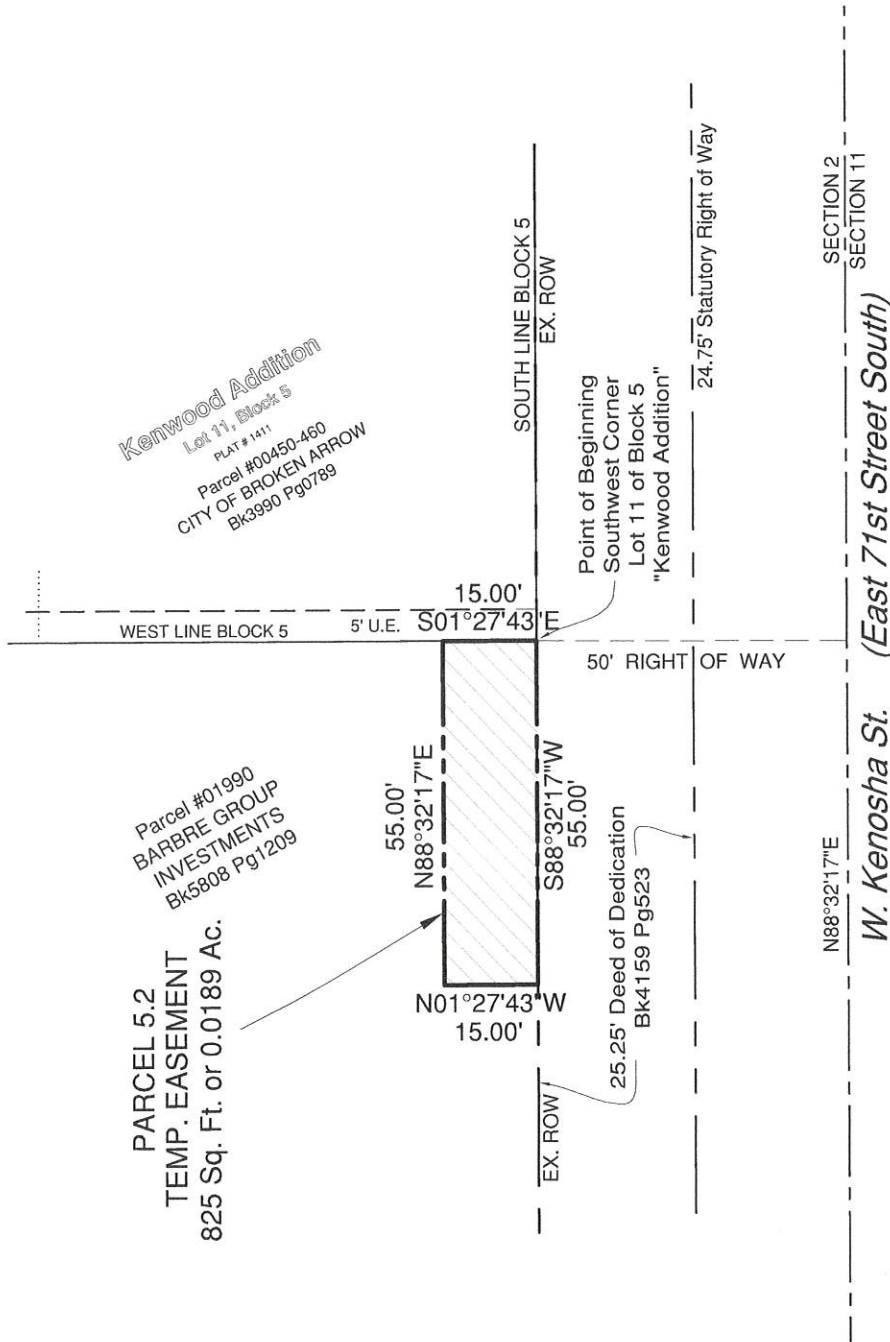 Kenwood Addition
Lot 11, Block 5
PLAT # 1411
Parcel #00450-460
CITY OF BROKEN ARROW
Bk3990 Pg0789
Parcel #01990
BARBRE GROUP
INVESTMENTS
Bk5808 Pg1209
PARCEL 5.2
TEMP. EASEMENT
825 Sq. Ft. or 0.0189 Ac.
WEST LINE BLOCK 5
5' U.E.
15.00'
S01°27'43"E
55.00'
N88°32'17"E
N01°27'43"W
15.00'
S88°32'17"W
55.00'
SOUTH LINE BLOCK 5
EX. ROW
EX. ROW
Point of Beginning
Southwest Corner
Lot 11 of Block 5
"Kenwood Addition"
50' RIGHT OF WAY
25.25' Deed of Dedication
Bk4159 Pg523
24.75' Statutory Right of Way
N88°32'17"E
SECTION 2
SECTION 11
W. Kenosha St. (East 71st Street South)